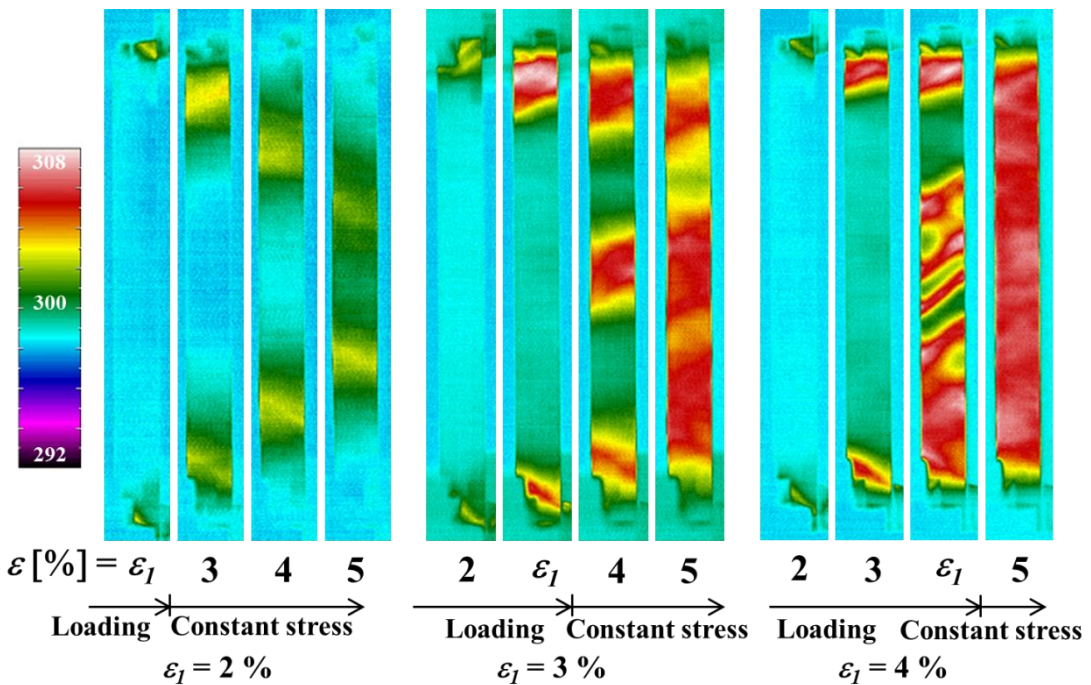 308
300
292
ε [%] = ε₁ 3 4 5 2 ε₁ 4 5 2 3 ε₁ 5
Loading Constant stress Loading Constant stress Loading Constant stress
ε₁ = 2 % ε₁ = 3 % ε₁ = 4 %